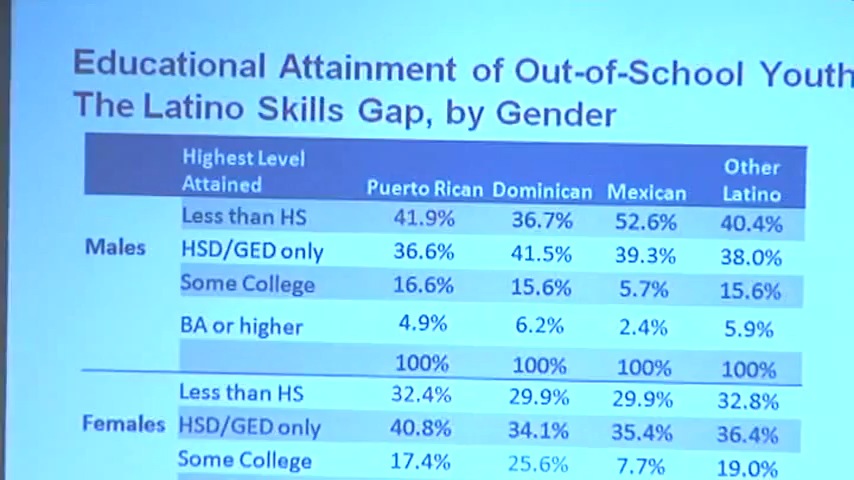 Educational Attainment of Out-of-School Youth
The Latino Skills Gap, by Gender
Highest Level Attained Puerto Rican Dominican Mexican Other Latino
Males
Less than HS 41.9% 36.7% 52.6% 40.4%
HSD/GED only 36.6% 41.5% 39.3% 38.0%
Some College 16.6% 15.6% 5.7% 15.6%
BA or higher 4.9% 6.2% 2.4% 5.9%
100% 100% 100% 100%
Females
Less than HS 32.4% 29.9% 29.9% 32.8%
HSD/GED only 40.8% 34.1% 35.4% 36.4%
Some College 17.4% 25.6% 7.7% 19.0%